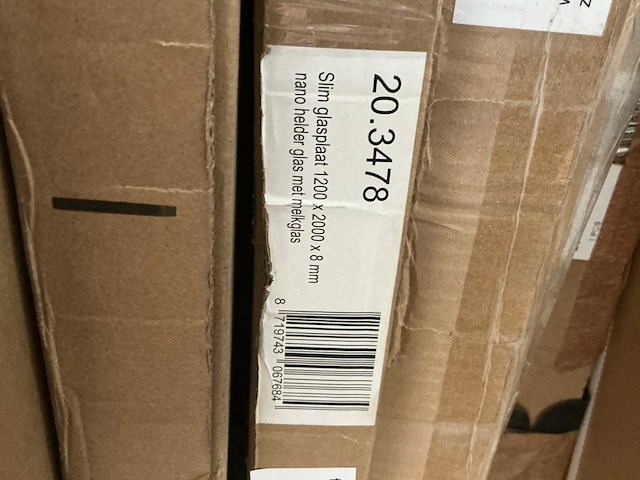 20.3478
Slim glasplaat 1200 x 2000 x 8 mm
nano helder glas met melkglas
8 719743 067684